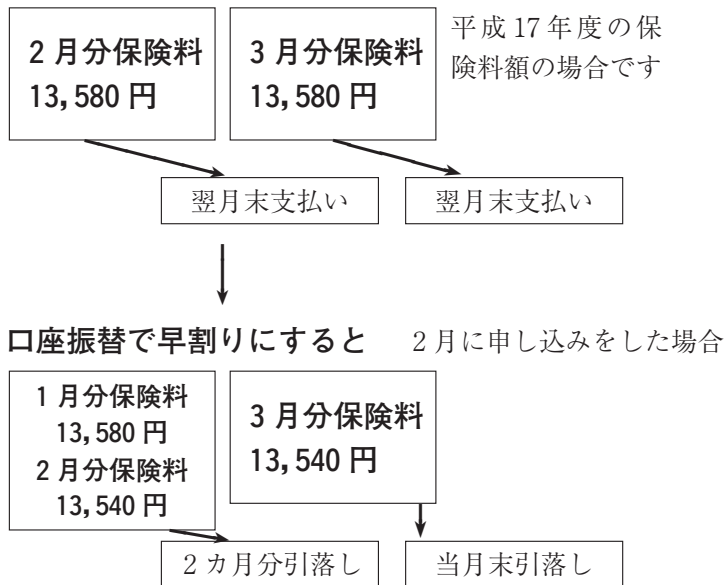 2月分保険料
13,580円
3月分保険料
13,580円
平成17年度の保
険料額の場合です
翌月末支払い
翌月末支払い
口座振替で早割りにすると
2月に申し込みをした場合
1月分保険料
13,580円
2月分保険料
13,540円
3月分保険料
13,540円
2カ月分引落し
当月末引落し